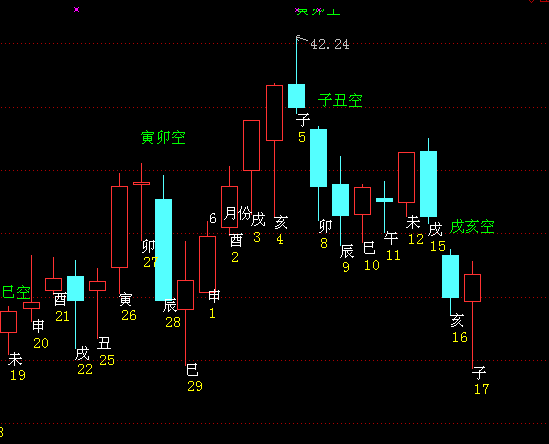 寅卯空
42.24
子丑空
子
5
寅卯空
6 月份
卯
27
戌
3
亥
4
酉
2
卯
8
辰
9
巳
10
午
11
未
12
戌
15
戌亥空
巳空
申
20
酉
21
未
19
戌
22
丑
25
寅
26
辰
28
巳
29
申
1
亥
16
子
17